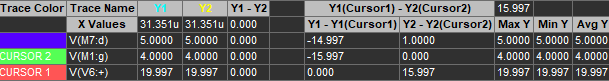 Trace Color Trace Name Y1 Y2 Y1 - Y2 Y1(Cursor1) - Y2(Cursor2) 15.997
X Values 31.351u 31.351u 0.000 Y1 - Y1(Cursor1) Y2 - Y2(Cursor2) Max Y Min Y Avg Y
V(M7:d) 5.0000 5.0000 0.000 -14.997 1.0000 5.0000 5.0000 5.0000
CURSOR 2 V(M1:g) 4.0000 4.0000 0.000 -15.997 0.000 4.0000 4.0000 4.0000
CURSOR 1 V(V6:+) 19.997 19.997 0.000 0.000 15.997 19.997 19.997 19.997